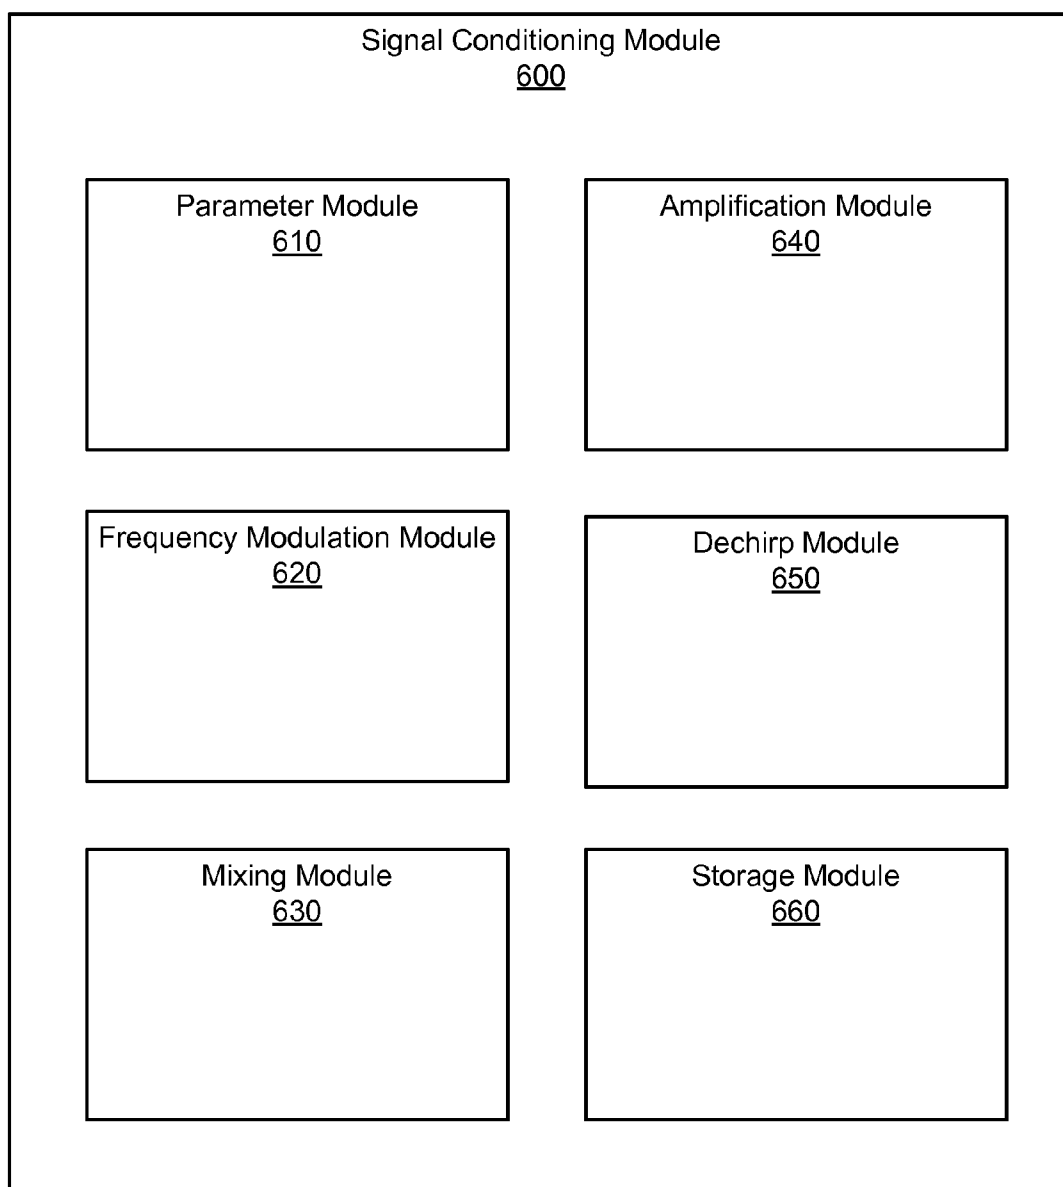 Signal Conditioning Module
600
Parameter Module
610
Amplification Module
640
Frequency Modulation Module
620
Dechirp Module
650
Mixing Module
630
Storage Module
660